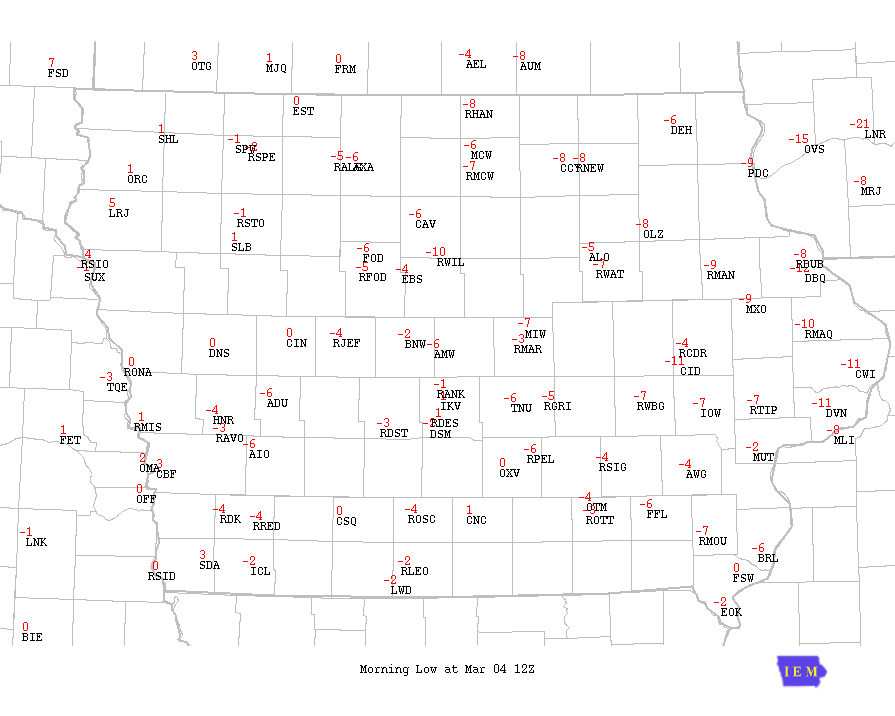 7 FSD
3 OTG
1 MJQ
0 FRM
-4 AEL
-8 AUM
0 EST
-8 RHAN
-6 DEH
-21 LNR
-15 OVS
1 SHL
-1 SPW
RSPE
-5
-6 AXA
-6 MCW
-7 RMCW
-8
-8 RNEW
-9 PDC
-8 MRJ
1 ORC
5 LRJ
-1 RSTO
1 SLB
-6 CAV
-8 OLZ
4 RSIO
SUX
-6 FOD
-5 RFOD
-4 EBS
-10 RWIL
-5 ALO
RWAT
-9 RMAN
-8 RDUB
-12 DBQ
-9 MXO
-10 RMAQ
0 DNS
0 CIN
-4 RJEF
-2 BNW
-6 AMW
-7 MIW
-3 RMAR
-4 RCDR
-11 CID
-11 CWI
0 RONA
-3 TQE
-6 ADU
-1 RANK
IKV
-6 TNU
-5 RGRI
-7 RWBG
-7 IOW
-7 RTIP
-11 DVN
-8 MLI
1 RMIS
-4 HNR
-3 RAVO
-3 RDST
1 RDES
DSM
1 FET
-6 AIO
-2 MUT
2 OMA
3 CBF
0 OXV
-6 RPEL
-4 RSIG
-4 AWG
0 OFF
-4 RDK
-4 RRED
0 CSQ
-4 ROSC
1 CNC
-4 OTM
ROTT
-6 FFL
-1 LNK
-7 RMOU
-6 BRL
0 RSID
3 SDA
-2 ICL
-2 RLEO
-2 LWD
0 FSW
-2 EOK
0 BIE
Morning Low at Mar 04 12Z
IEM